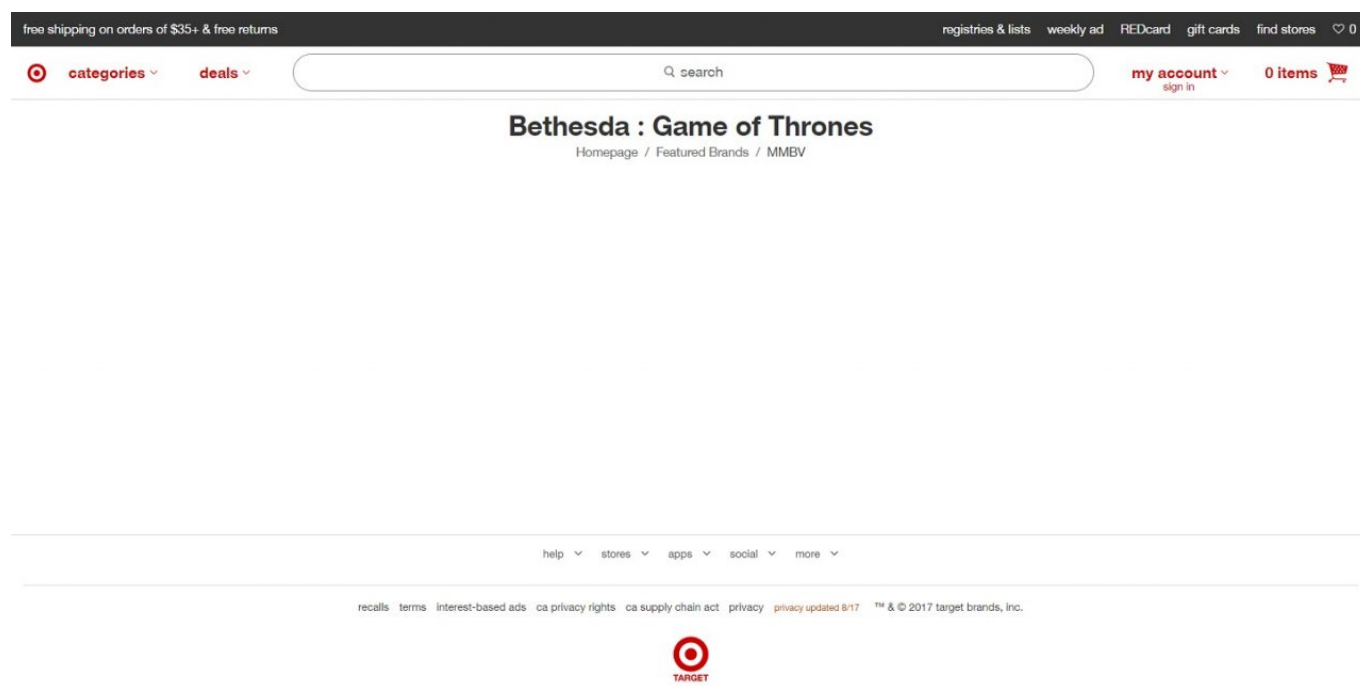 free shipping on orders of $35+ & free returns registries & lists weekly ad REDcard gift cards find stores 0
categories deals search my account 0 items
sign in
Bethesda : Game of Thrones
Homepage / Featured Brands / MMBV
help stores apps social more
recalls terms interest-based ads ca privacy rights ca supply chain act privacy privacy updated 8/17 ™ & © 2017 target brands, inc.
TARGET